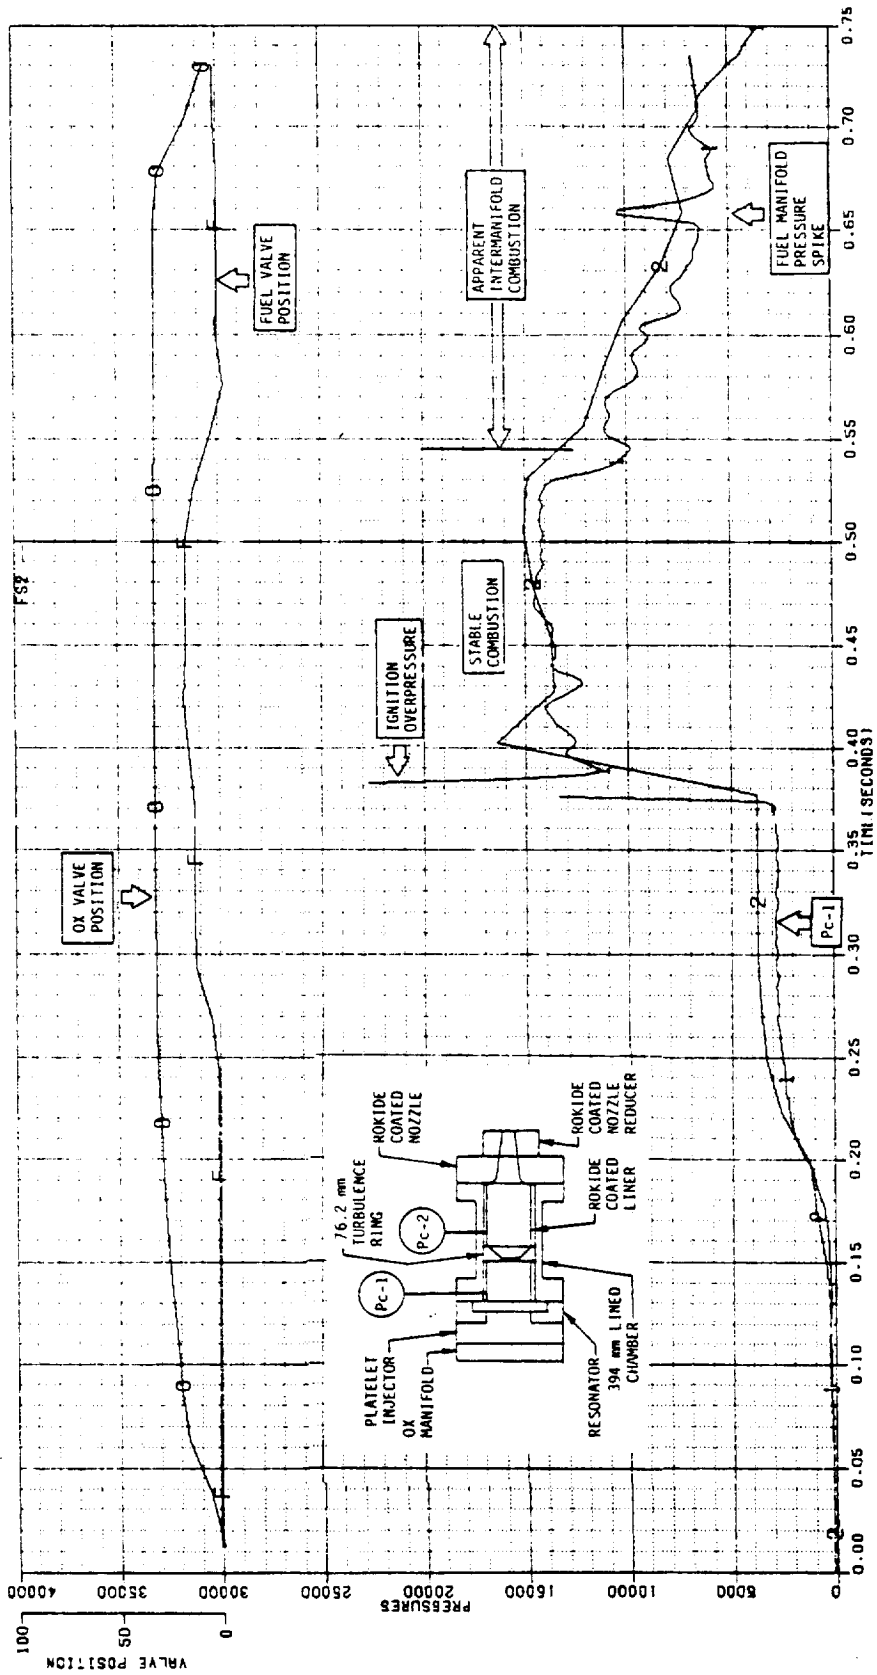 FS2
VALVE POSITION
100
50
0
PRESSURES
40000
35000
30000
25000
20000
15000
10000
5000
0
OX VALVE
POSITION
FUEL VALVE
POSITION
IGNITION
OVERPRESSURE
STABLE
COMBUSTION
APPARENT
INTERMANIFOLD
COMBUSTION
FUEL MANIFOLD
PRESSURE
SPIKE
Pc-1
PLATELET
INJECTOR
OX
MANIFOLD
Pc-1
76.2 mm
TURBULENCE
RING
Pc-2
ROKIDE
COATED
NOZZLE
RESONATOR
394 mm LINED
CHAMBER
ROKIDE
COATED
LINER
ROKIDE
COATED
NOZZLE
REDUCER
0.00
0.05
0.10
0.15
0.20
0.25
0.30
0.35
0.40
0.45
0.50
0.55
0.60
0.65
0.70
0.75
TIME(SECONDS)